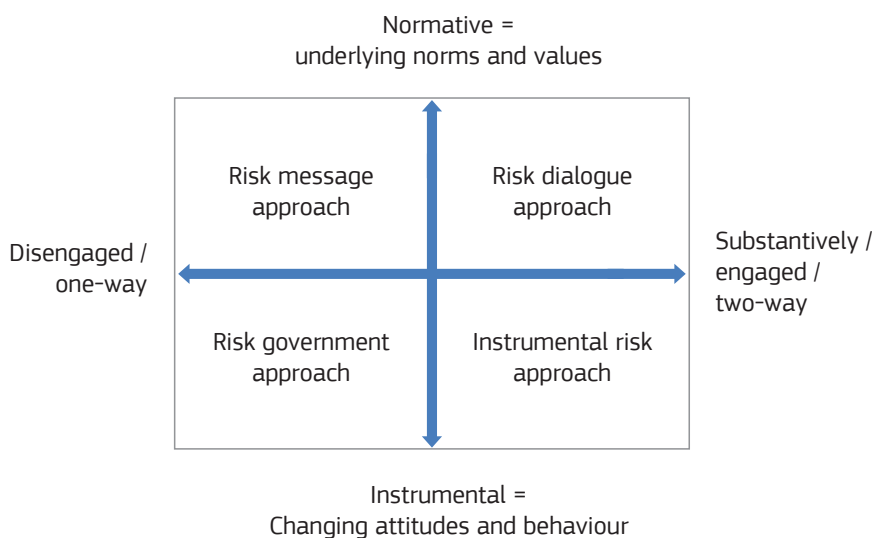 Normative =
underlying norms and values
Risk message
approach
Risk dialogue
approach
Disengaged /
one-way
Substantively /
engaged /
two-way
Risk government
approach
Instrumental risk
approach
Instrumental =
Changing attitudes and behaviour